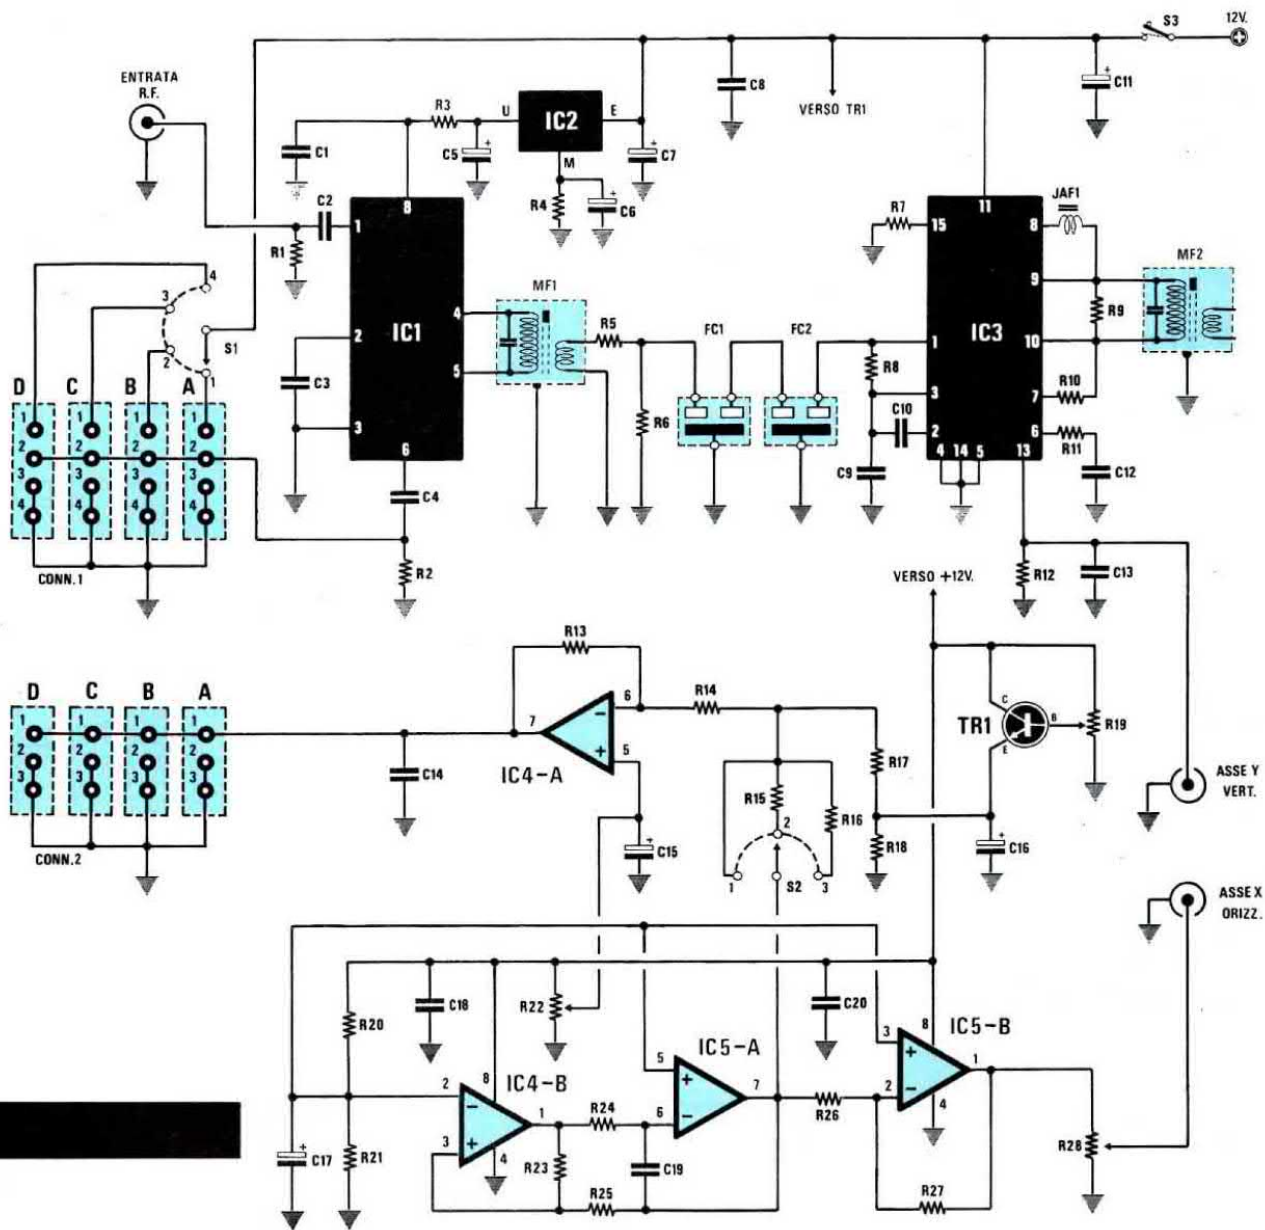 S3
12V.
ENTRATA
R.F.
R3
U
IC2
E
C8
VERSO TR1
C11
C1
C5
M
C7
R4
C6
C2
8
1
R1
R7
15
11
8
JAF1
MF2
4
3
S1
2
1
2
IC1
4
MF1
5
R5
FC1
FC2
1
IC3
9
R9
10
R8
3
7
R10
D
C
B
A
C3
3
6
R6
C10
2
6
R11
C9
4
14
5
13
C12
1
1
1
1
2
2
2
2
3
3
3
3
4
4
4
4
C4
CONN.1
R2
R12
C13
VERSO +12V.
R13
D
C
B
A
7
6
R14
5
IC4-A
C
TR1
B
R19
E
1
1
1
1
2
2
2
2
3
3
3
3
C14
R17
ASSE Y
VERT.
R15
2
R16
C15
R18
C16
CONN.2
1
S2
3
ASSE X
ORIZZ.
C18
R22
C20
R20
IC5-B
8
3
1
2
4
IC5-A
5
7
6
IC4-B
2
8
1
3
4
R24
R26
C17
R21
R23
C19
R28
R25
R27